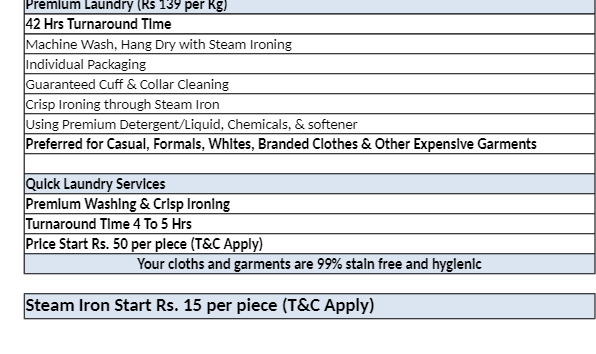 Premium Laundry (Rs 139 per Kg)
42 Hrs Turnaround Time
Machine Wash, Hang Dry with Steam Ironing
Individual Packaging
Guaranteed Cuff & Collar Cleaning
Crisp Ironing through Steam Iron
Using Premium Detergent/Liquid, Chemicals, & softener
Preferred for Casual, Formals, Whites, Branded Clothes & Other Expensive Garments
Quick Laundry Services
Premium Washing & Crisp Ironing
Turnaround Time 4 To 5 Hrs
Price Start Rs. 50 per piece (T&C Apply)
Your cloths and garments are 99% stain free and hygienic
Steam Iron Start Rs. 15 per piece (T&C Apply)